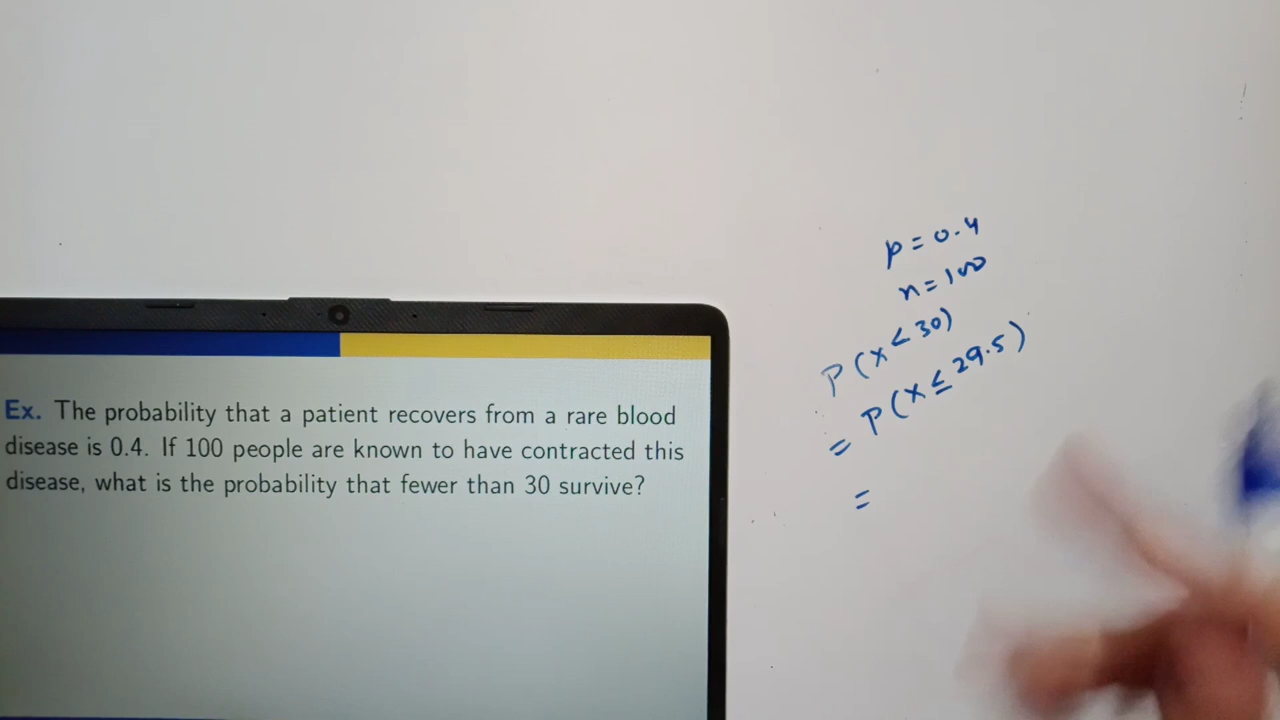 Ex. The probability that a patient recovers from a rare blood
disease is 0.4. If 100 people are known to have contracted this
disease, what is the probability that fewer than 30 survive?
p = 0.4
n = 100
P(X < 30)
= P(X ≤ 29.5)
=